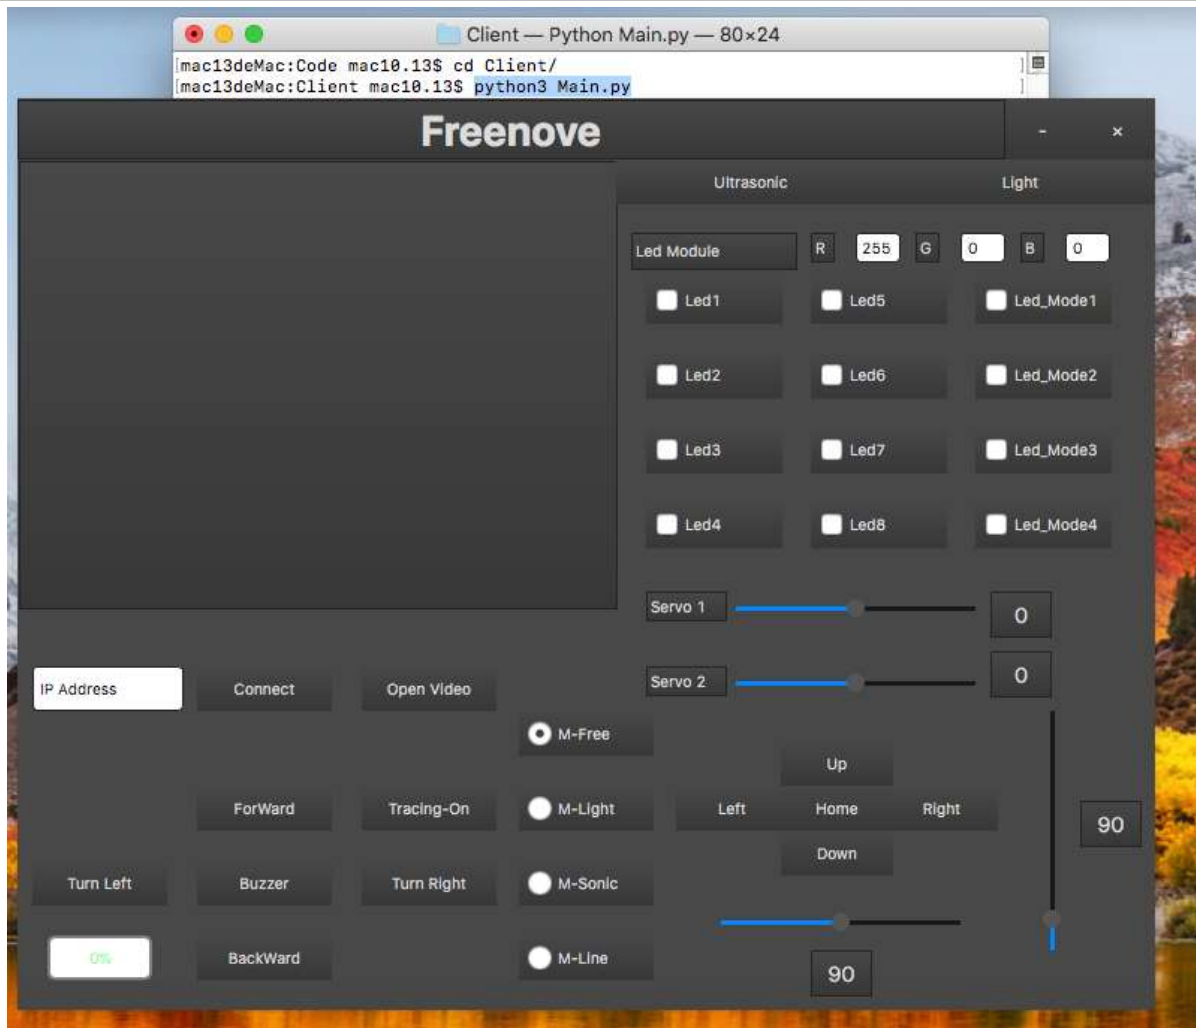 Client — Python Main.py — 80×24
mac13deMac:Code mac10.13$ cd Client/
mac13deMac:Client mac10.13$ python3 Main.py
Freenove
- ×
Ultrasonic Light
Led Module R 255 G 0 B 0
Led1 Led5 Led_Mode1
Led2 Led6 Led_Mode2
Led3 Led7 Led_Mode3
Led4 Led8 Led_Mode4
Servo 1 0
Servo 2 0
IP Address Connect Open Video
M-Free
Up
ForWard Tracing-On M-Light Left Home Right
90
Down
Turn Left Buzzer Turn Right M-Sonic
0% BackWard M-Line
90